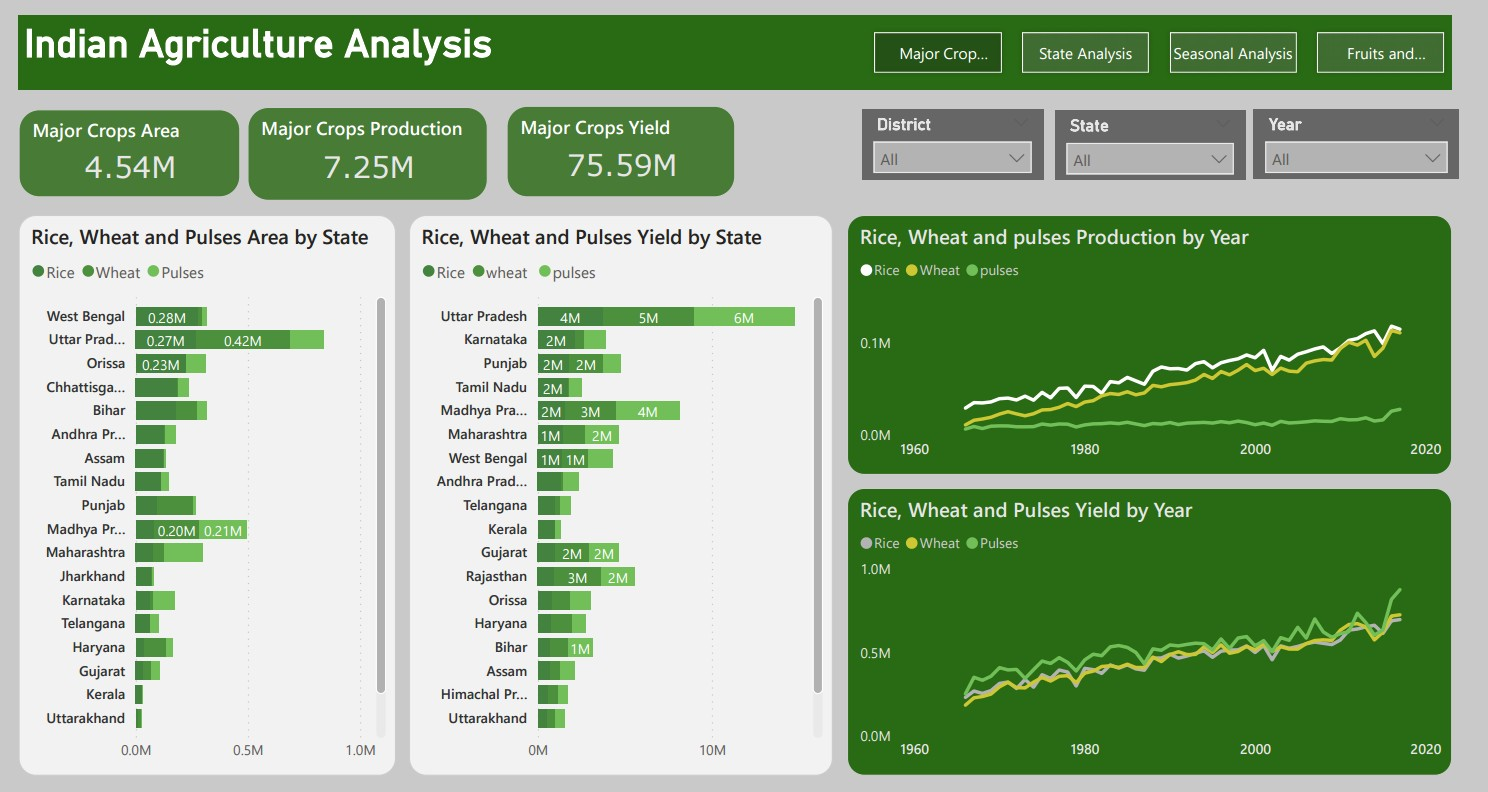 Indian Agriculture Analysis
Major Crop...
State Analysis
Seasonal Analysis
Fruits and...
Major Crops Area
4.54M
Major Crops Production
7.25M
Major Crops Yield
75.59M
District
All
State
All
Year
All
Rice, Wheat and Pulses Area by State
Rice Wheat Pulses
West Bengal 0.28M
Uttar Prad... 0.27M 0.42M
Orissa 0.23M
Chhattisga...
Bihar
Andhra Pr...
Assam
Tamil Nadu
Punjab
Madhya Pr... 0.20M 0.21M
Maharashtra
Jharkhand
Karnataka
Telangana
Haryana
Gujarat
Kerala
Uttarakhand
0.0M 0.5M 1.0M
Rice, Wheat and Pulses Yield by State
Rice wheat pulses
Uttar Pradesh 4M 5M 6M
Karnataka 2M
Punjab 2M 2M
Tamil Nadu 2M
Madhya Pra... 2M 3M 4M
Maharashtra 1M 2M
West Bengal 1M 1M
Andhra Prad...
Telangana
Kerala
Gujarat 2M 2M
Rajasthan 3M 2M
Orissa
Haryana
Bihar 1M
Assam
Himachal Pr...
Uttarakhand
0M 10M
Rice, Wheat and pulses Production by Year
Rice Wheat pulses
0.1M
0.0M
1960 1980 2000 2020
Rice, Wheat and Pulses Yield by Year
Rice Wheat Pulses
1.0M
0.5M
0.0M
1960 1980 2000 2020